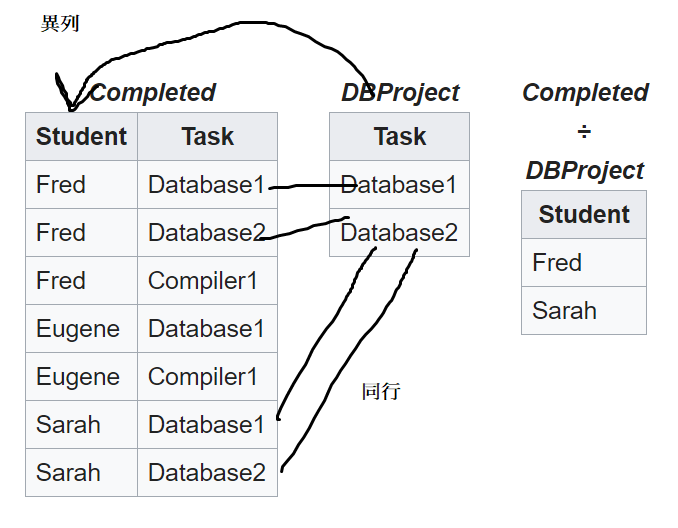 異列
Completed
Student Task
Fred Database1
Fred Database2
Fred Compiler1
Eugene Database1
Eugene Compiler1
Sarah Database1
Sarah Database2
DBProject
Task
Database1
Database2
同行
Completed
÷
DBProject
Student
Fred
Sarah